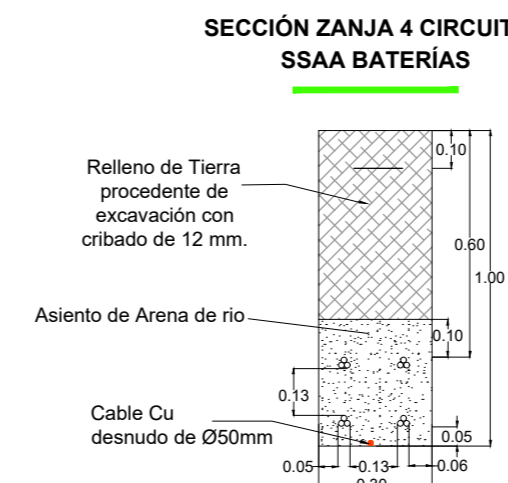 SECCIÓN ZANJA 4 CIRCUIT
SSAA BATERÍAS
0.10
Relleno de Tierra
procedente de
excavación con
cribado de 12 mm.
0.60
1.00
Asiento de Arena de rio
0.10
0.13
Cable Cu
desnudo de Ø50mm
0.05
0.05
0.13
0.06
0.30